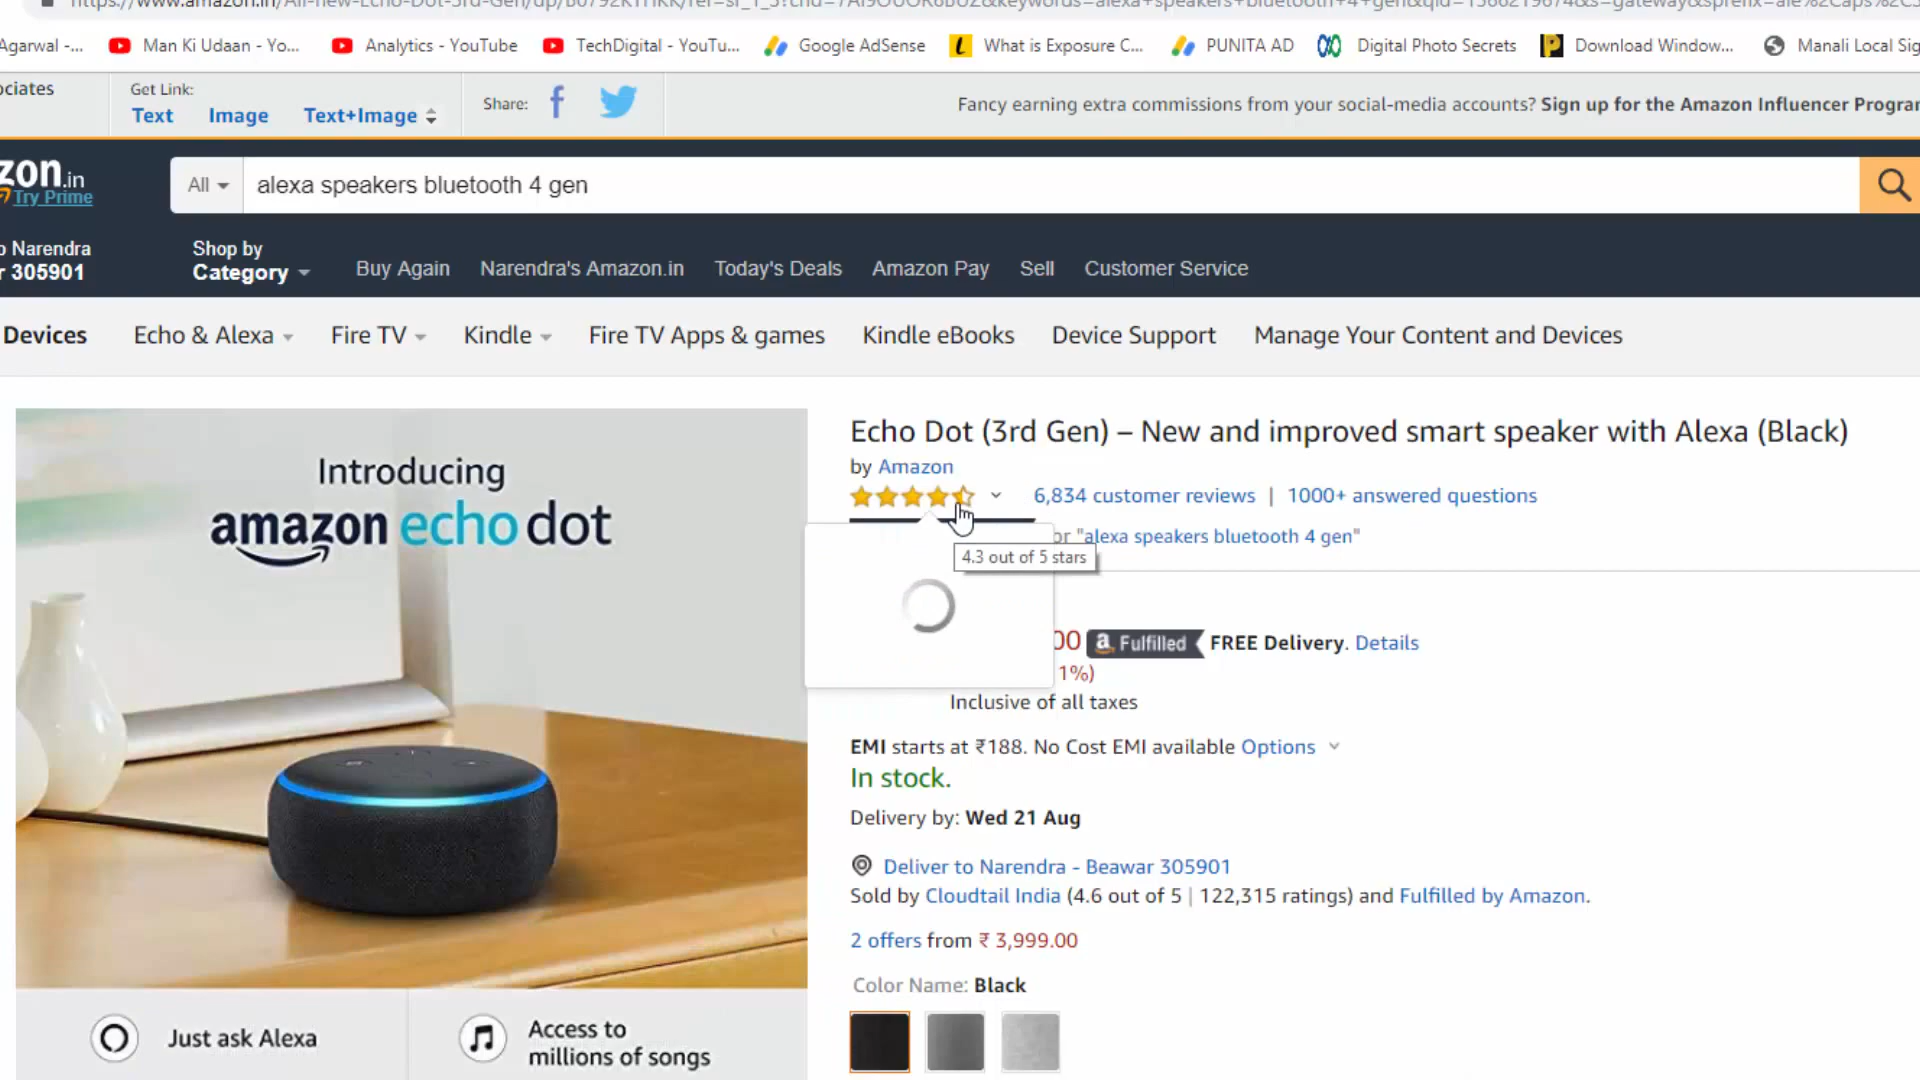 Agarwal -...
Man Ki Udaan - Yo...
Analytics - YouTube
TechDigital - YouTu...
Google AdSense
What is Exposure C...
PUNITA AD
Digital Photo Secrets
Download Window...
Manali Local Sig
ciates
Get Link:
Text Image Text+Image
Share:
Fancy earning extra commissions from your social-media accounts? Sign up for the Amazon Influencer Progra
zon.in
Try Prime
All
alexa speakers bluetooth 4 gen
o Narendra
r 305901
Shop by
Category
Buy Again Narendra's Amazon.in Today's Deals Amazon Pay Sell Customer Service
Devices Echo & Alexa Fire TV Kindle Fire TV Apps & games Kindle eBooks Device Support Manage Your Content and Devices
Introducing
amazon echo dot
Just ask Alexa
Access to
millions of songs
Echo Dot (3rd Gen) – New and improved smart speaker with Alexa (Black)
by Amazon
6,834 customer reviews | 1000+ answered questions
or "alexa speakers bluetooth 4 gen"
4.3 out of 5 stars
00 a Fulfilled FREE Delivery. Details
1%)
Inclusive of all taxes
EMI starts at ₹188. No Cost EMI available Options
In stock.
Delivery by: Wed 21 Aug
Deliver to Narendra - Beawar 305901
Sold by Cloudtail India (4.6 out of 5 | 122,315 ratings) and Fulfilled by Amazon.
2 offers from ₹ 3,999.00
Color Name: Black